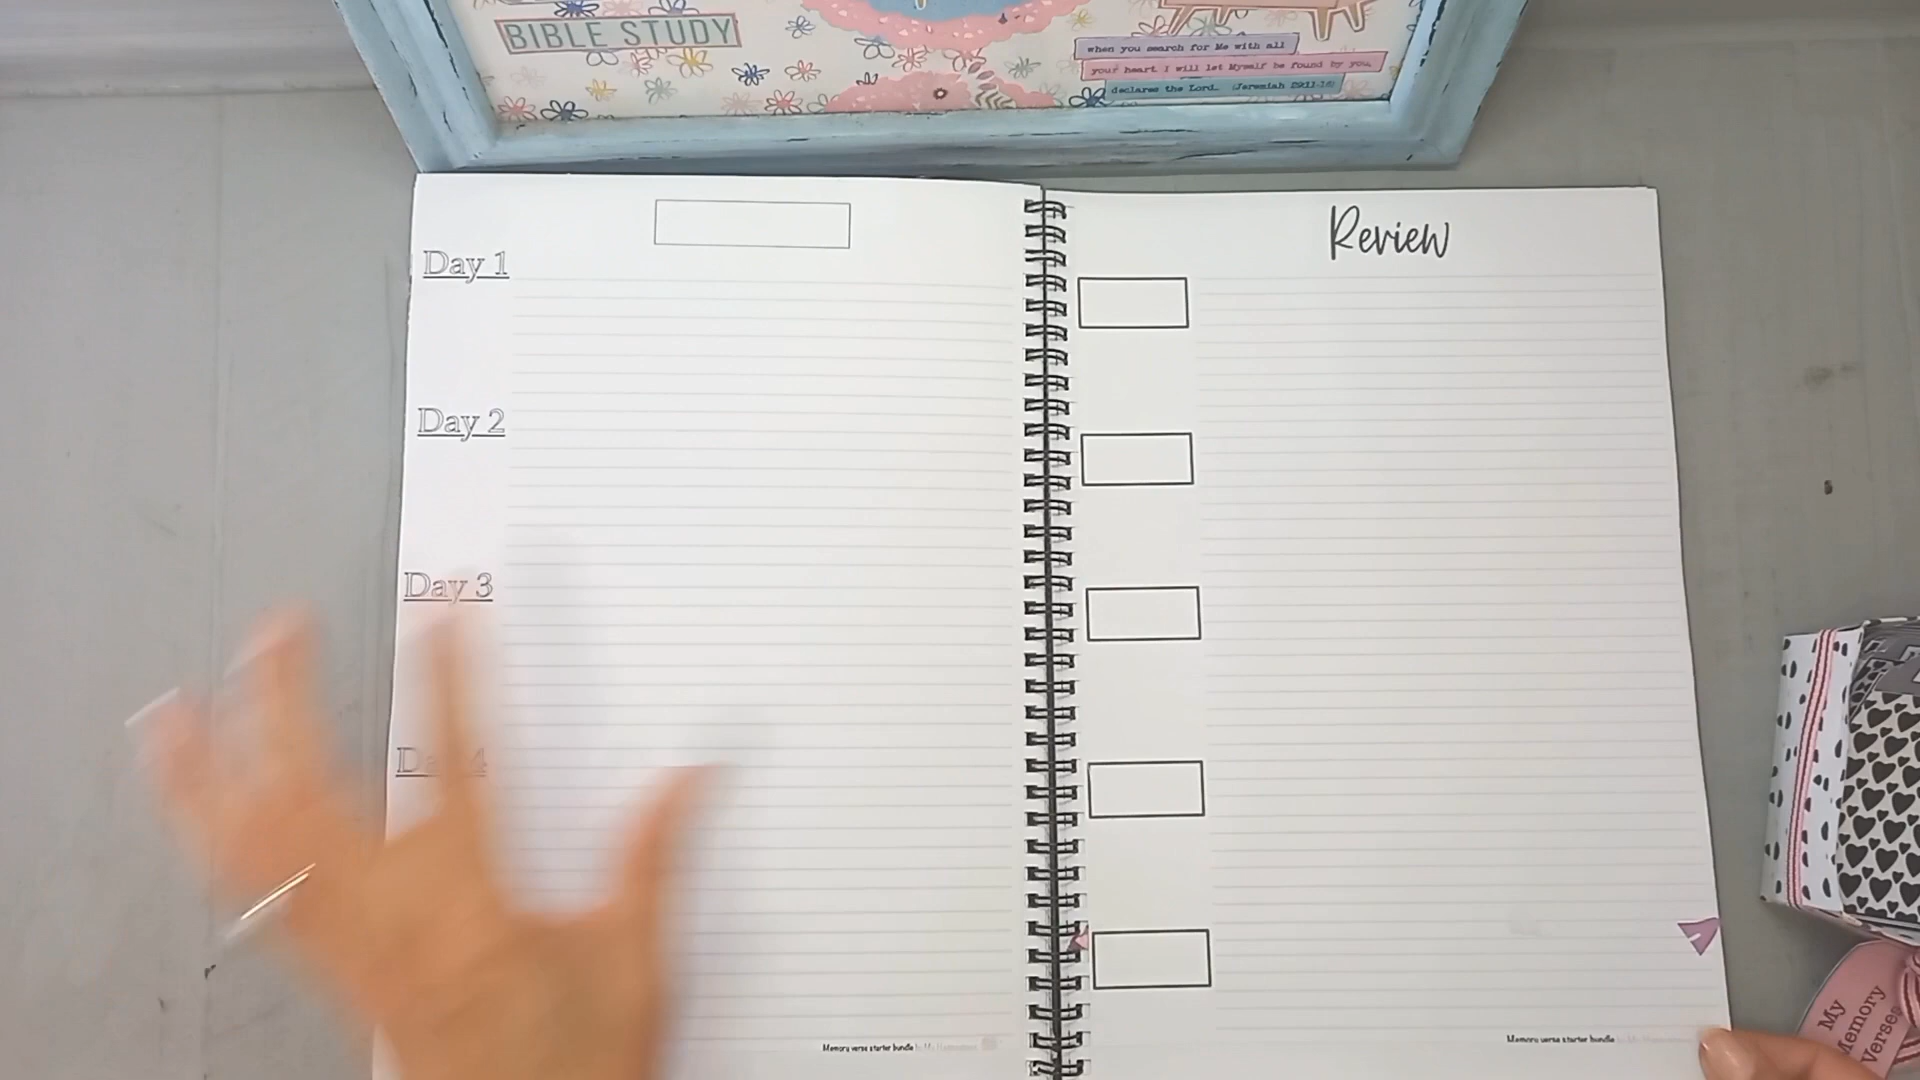 BIBLE STUDY
when you search for Me with all
your heart I will let Myself be found by you,
declares the Lord.
Review
Day 1
Day 2
Day 3
Memory verse starter bundle
Memory verse starter bundle
My
Memory
Verses